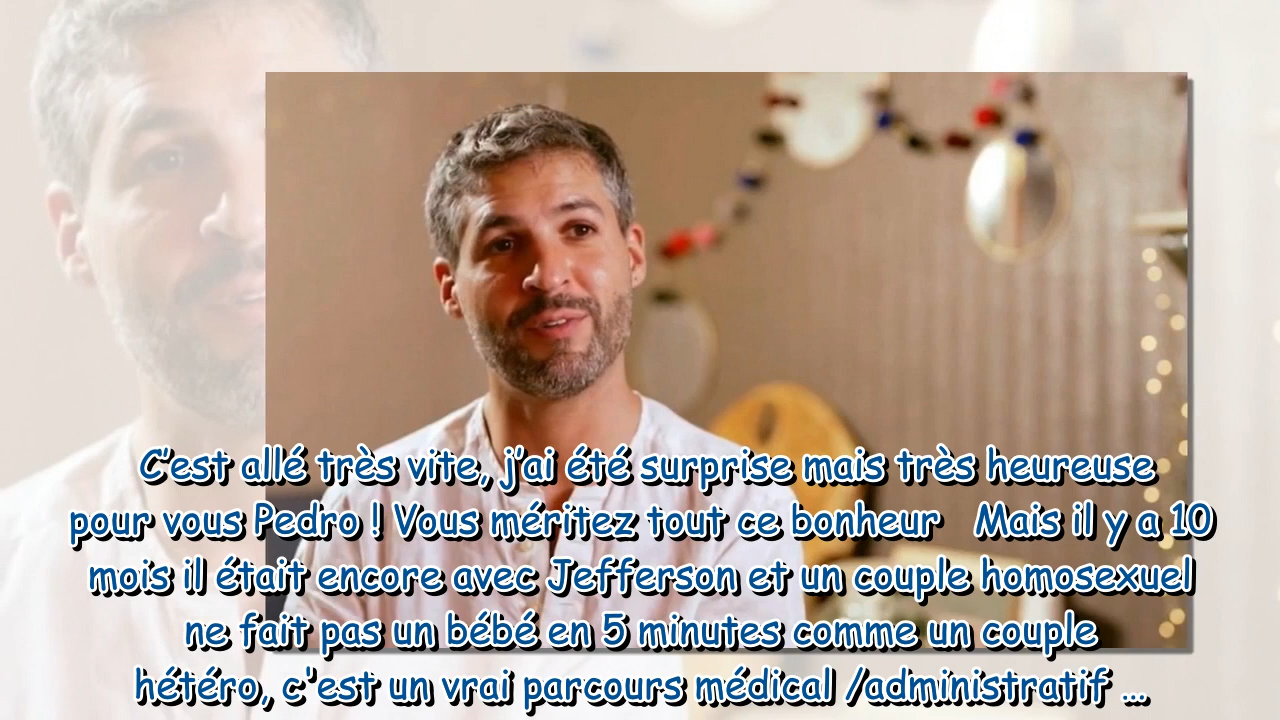 C'est allé très vite, j'ai été surprise mais très heureuse
pour vous Pedro ! Vous méritez tout ce bonheur   Mais il y a 10
mois il était encore avec Jefferson et un couple homosexuel
ne fait pas un bébé en 5 minutes comme un couple
hétéro, c'est un vrai parcours médical /administratif ...